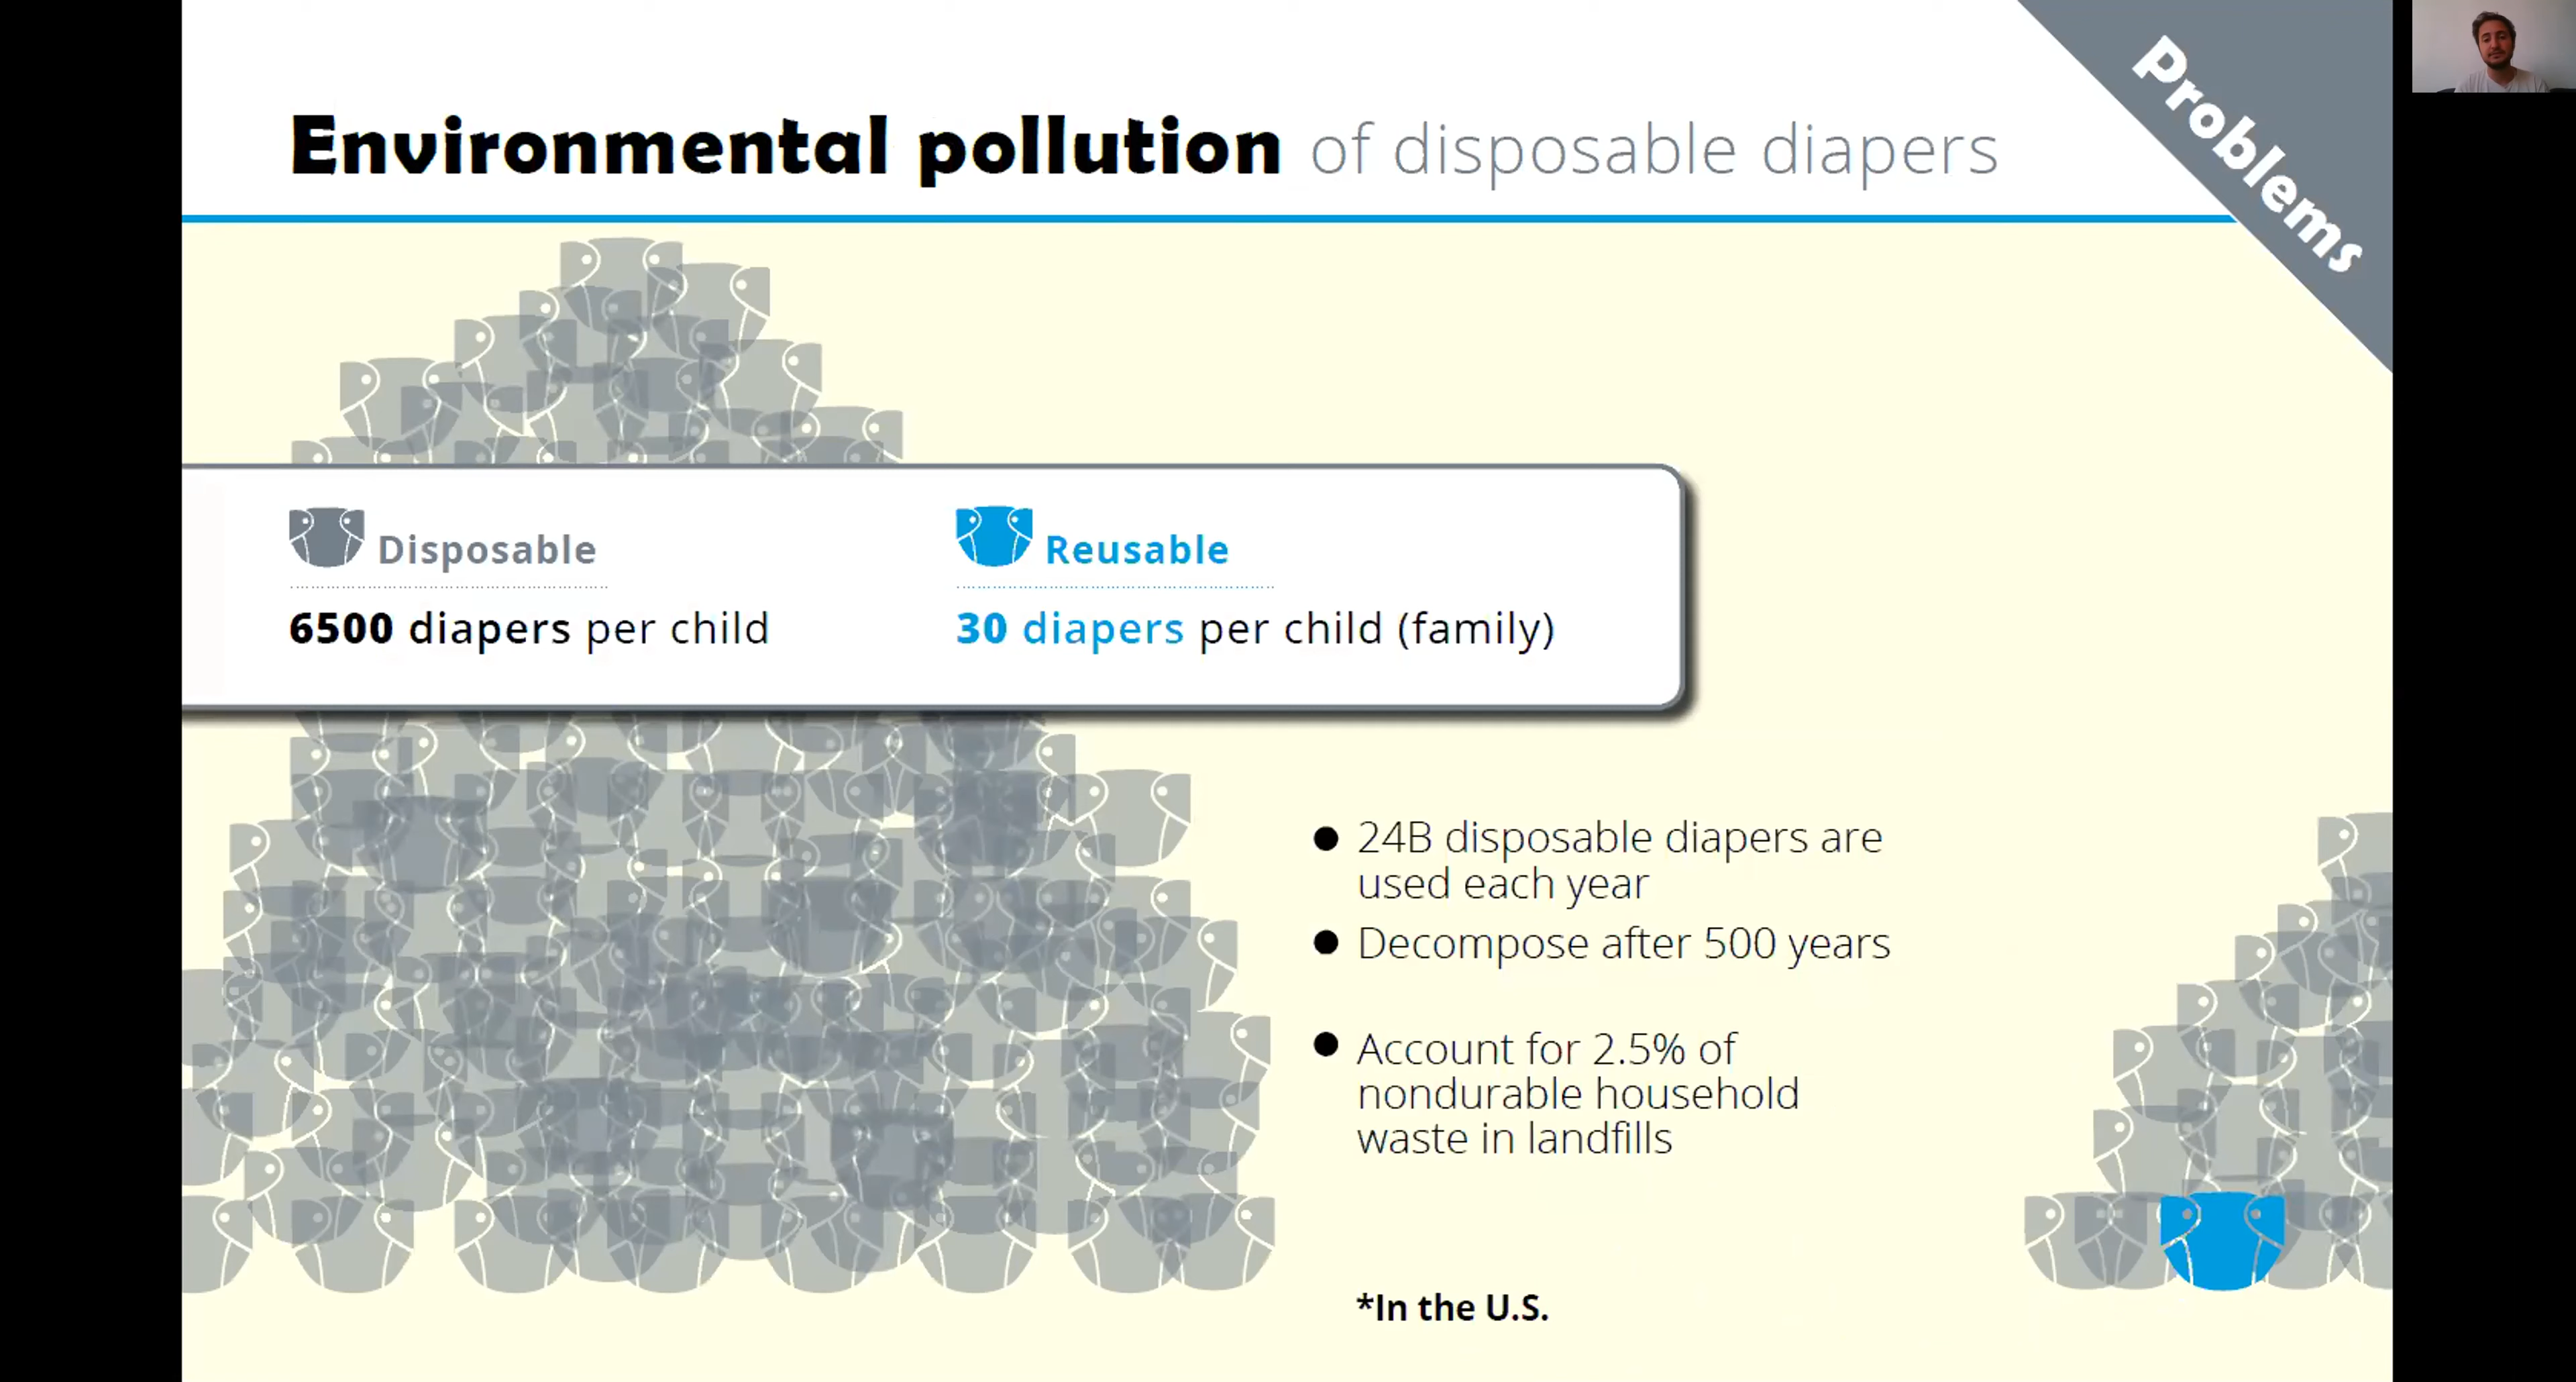 Environmental pollution of disposable diapers
Problems
Disposable
6500 diapers per child
Reusable
30 diapers per child (family)
● 24B disposable diapers are
used each year
● Decompose after 500 years
● Account for 2.5% of
nondurable household
waste in landfills
*In the U.S.